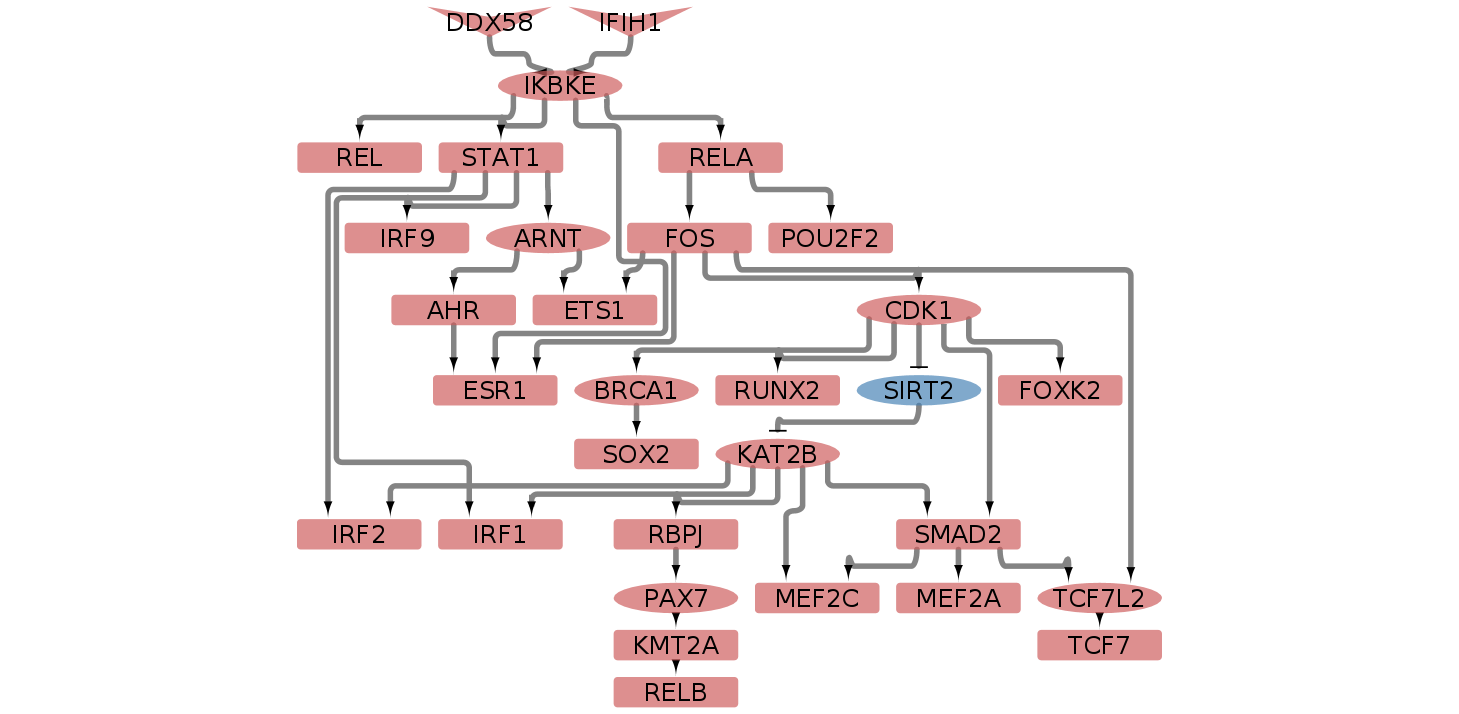 DDX58 IFIH1
IKBKE
REL STAT1 RELA
IRF9 ARNT FOS POU2F2
AHR ETS1 CDK1
ESR1 BRCA1 RUNX2 SIRT2 FOXK2
SOX2 KAT2B
IRF2 IRF1 RBPJ SMAD2
PAX7 MEF2C MEF2A TCF7L2
KMT2A TCF7
RELB